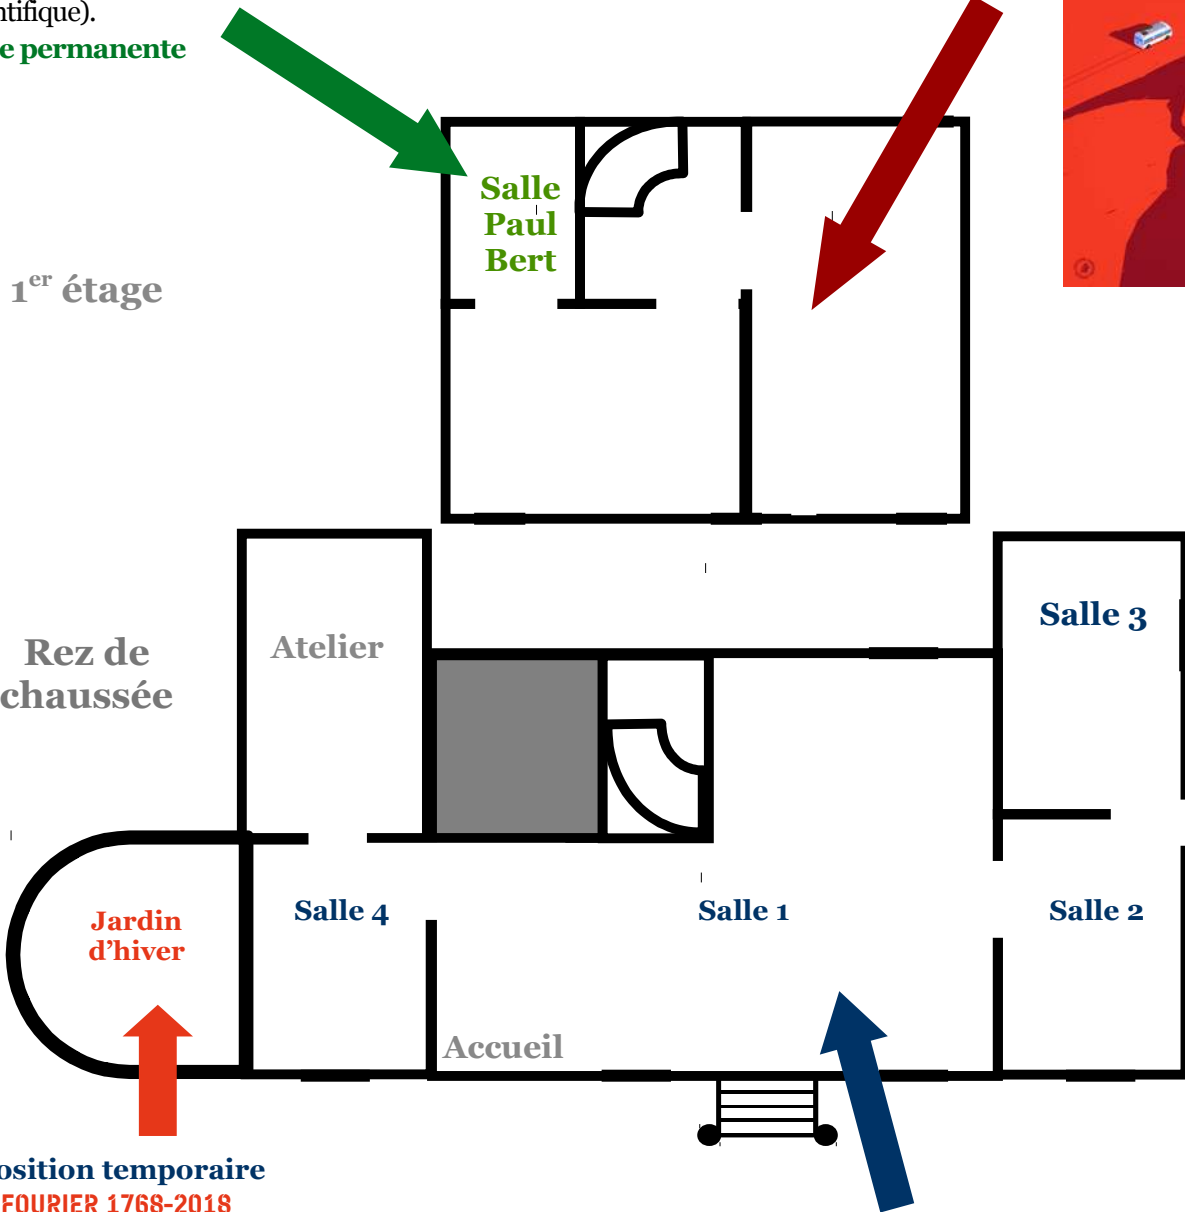 ntifique).
e permanente
Salle
Paul
Bert
1er étage
Salle 3
Atelier
Rez de
chaussée
Jardin
d'hiver
Salle 4
Salle 1
Salle 2
Accueil
osition temporaire
FOURIER 1768-2018